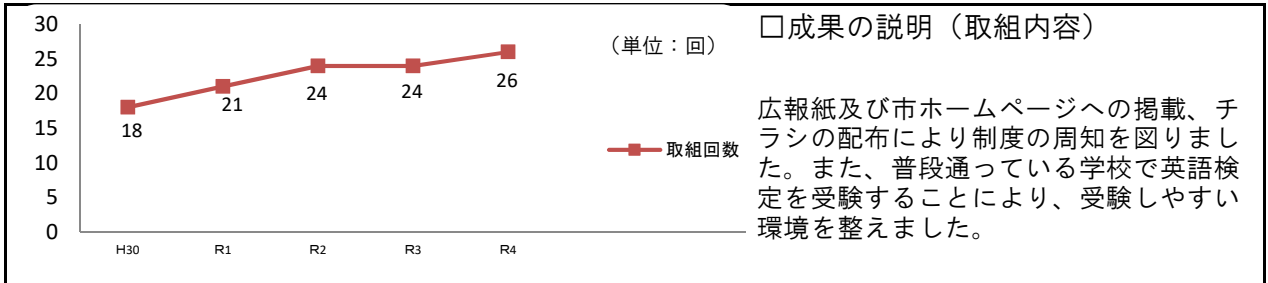 30
25
20
15
10
5
0
18
21
24
24
26
H30
R1
R2
R3
R4
（単位：回）
取組回数
□成果の説明（取組内容）
広報紙及び市ホームページへの掲載、チ
ラシの配布により制度の周知を図りまし
た。また、普段通っている学校で英語検
定を受験することにより、受験しやすい
環境を整えました。